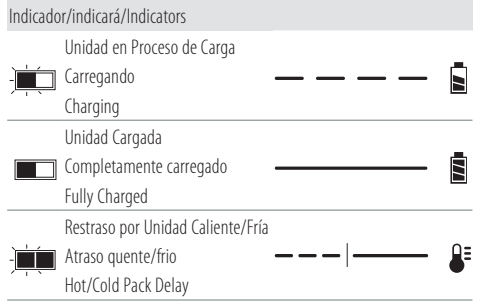 Indicador/indicará/Indicators
Unidad en Proceso de Carga
Carregando
Charging
Unidad Cargada
Completamente carregado
Fully Charged
Restraso por Unidad Caliente/Fría
Atraso quente/frio
Hot/Cold Pack Delay